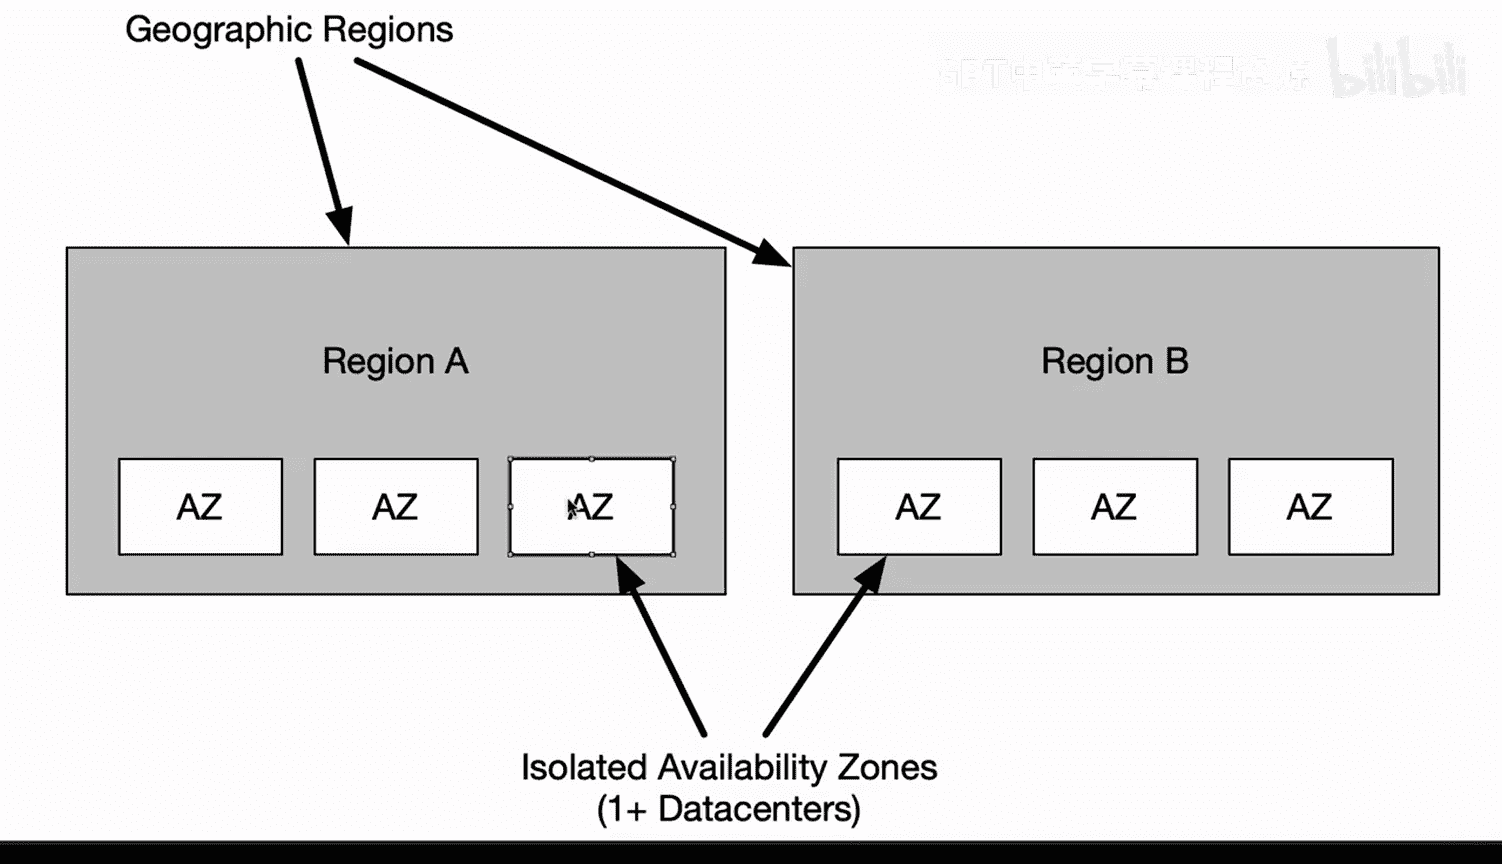 Geographic Regions
bilibili
Region A
Region B
AZ AZ AZ AZ AZ AZ
Isolated Availability Zones
(1+ Datacenters)